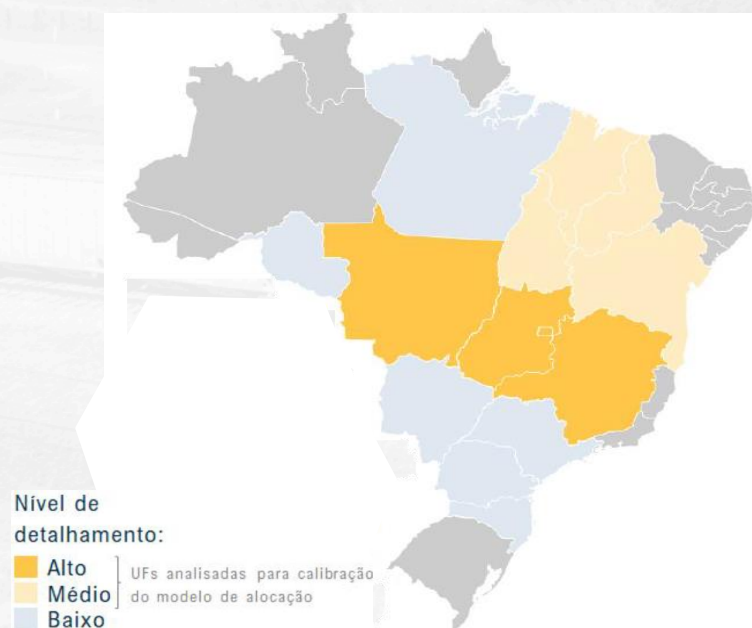 Nível de
detalhamento:
Alto
Médio
Baixo
UFs analisadas para calibração
do modelo de alocação